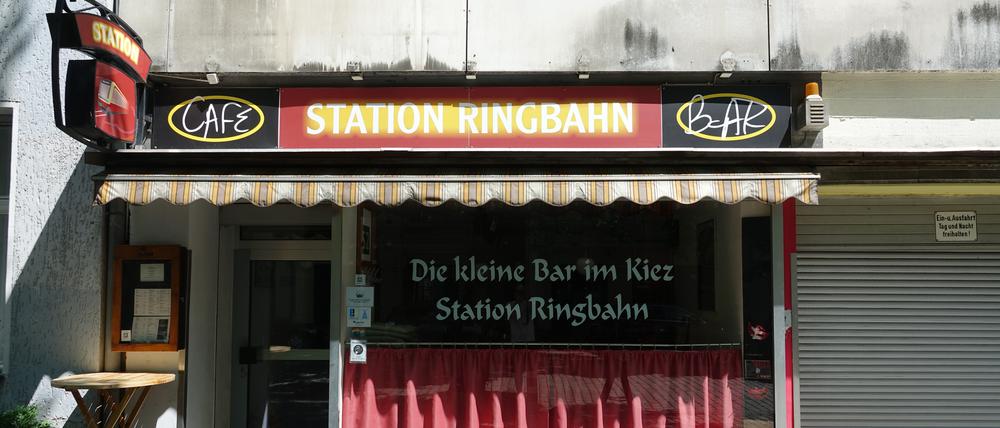 STATION
CAFE
STATION RINGBAHN
BAR
Die kleine Bar im Kiez
Station Ringbahn
Ein-u. Ausfahrt
Tag und Nacht
freihalten!